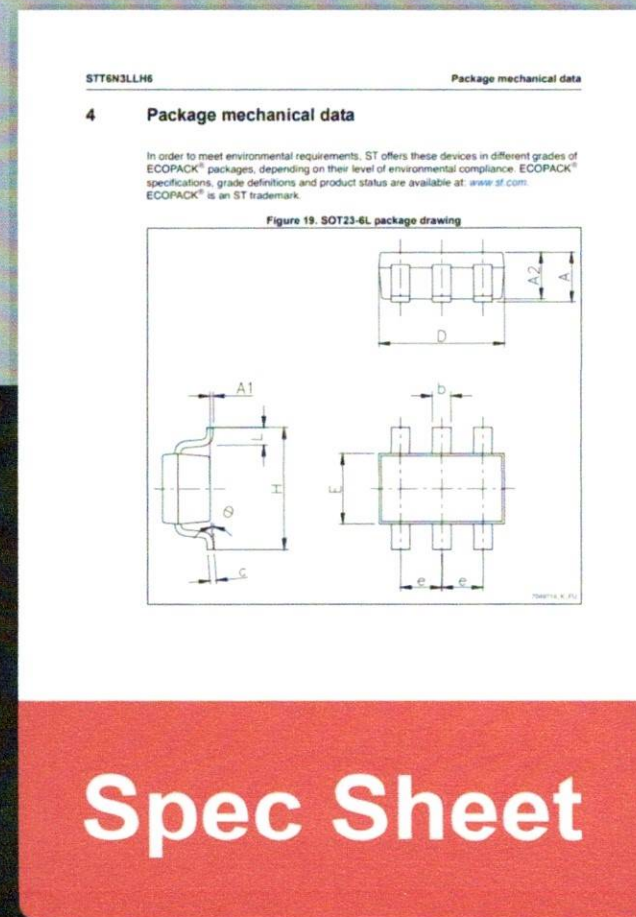 STT6N3LLH6 Package mechanical data
4 Package mechanical data
In order to meet environmental requirements, ST offers these devices in different grades of
ECOPACK® packages, depending on their level of environmental compliance. ECOPACK®
specifications, grade definitions and product status are available at: www.st.com.
ECOPACK® is an ST trademark.
Figure 19. SOT23-6L package drawing
A2
A
D
A1
b
L
H
E
θ
c
e
e
Spec Sheet